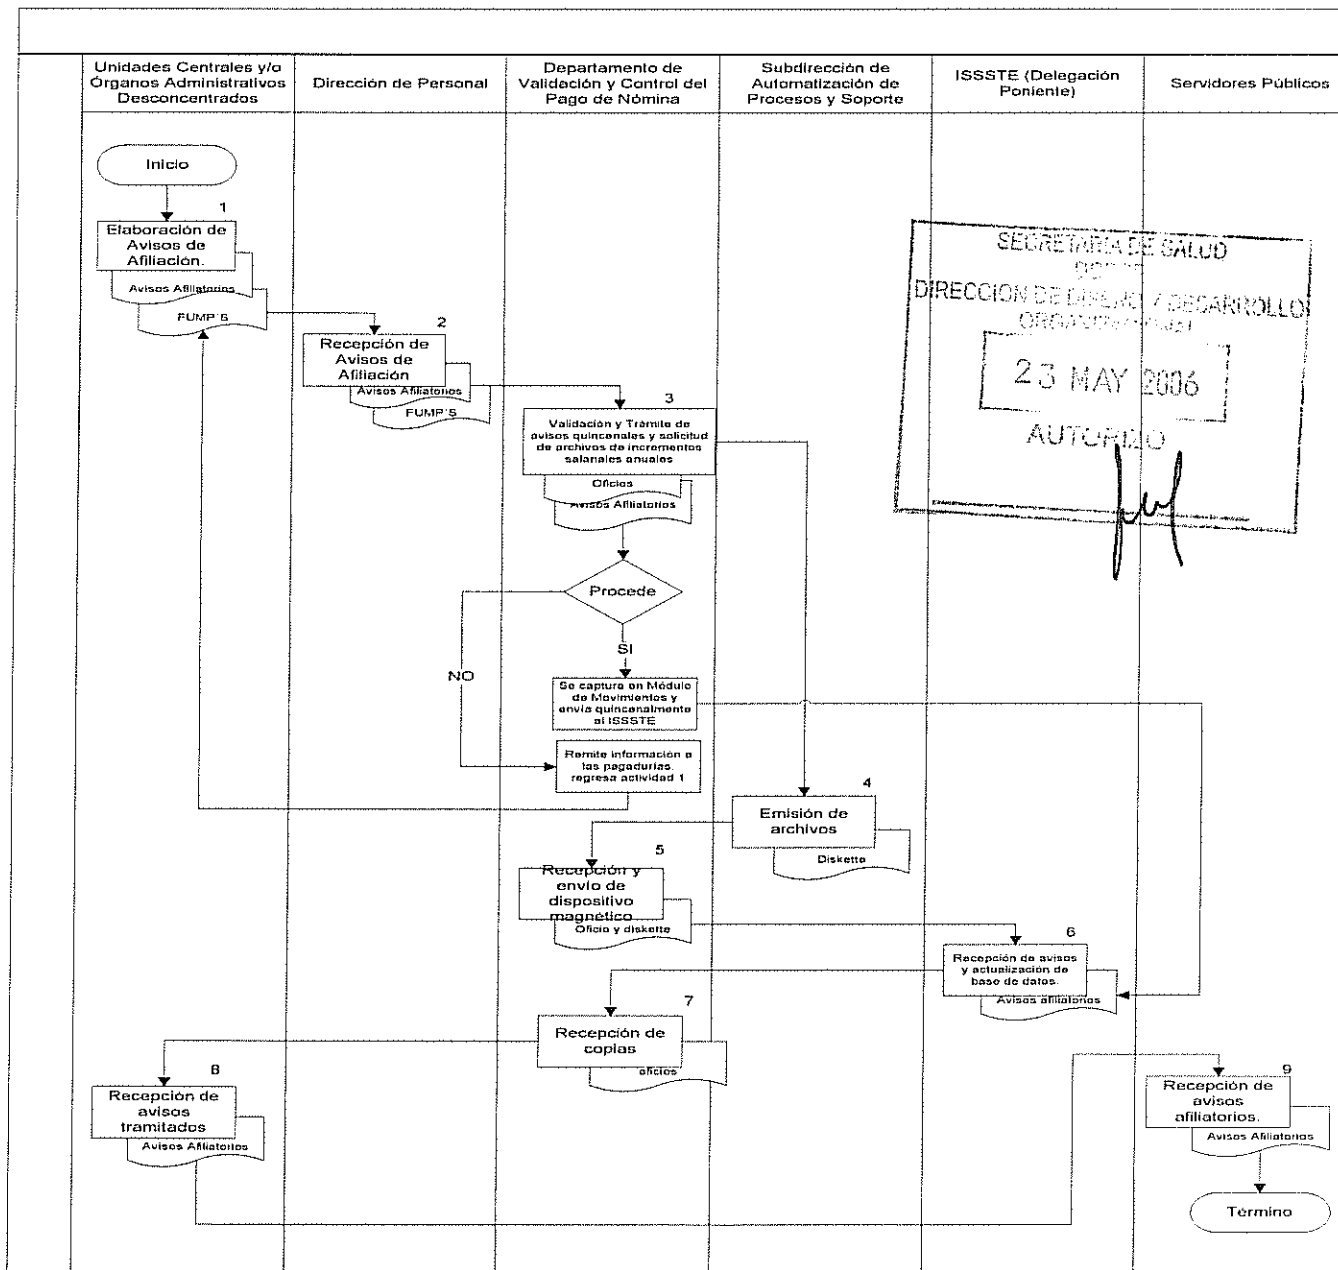 Unidades Centrales y/o
Órganos Administrativos
Desconcentrados
Dirección de Personal
Departamento de
Validación y Control del
Pago de Nómina
Subdirección de
Automatización de
Procesos y Soporte
ISSSTE (Delegación
Poniente)
Servidores Públicos
Inicio
1
Elaboración de
Avisos de
Afiliación.
Avisos Afiliatorios
FUMP'S
2
Recepción de
Avisos de
Afiliación
Avisos Afiliatorios
FUMP'S
3
Validación y Trámite de
avisos quincenales y solicitud
de archivos de incrementos
salariales anuales
Oficios
Avisos Afiliatorios
Procede
SI
NO
Se captura en Módulo
de Movimientos y
envía quincenalmente
al ISSSTE
Remite información a
las pagadurías,
regresa actividad 1
4
Emisión de
archivos
Diskette
5
Recepción y
envío de
dispositivo
magnético
Oficio y diskette
6
Recepción de avisos
y actualización de
base de datos.
Avisos afiliatorios
7
Recepción de
copias
oficios
8
Recepción de
avisos
tramitados
Avisos Afiliatorios
9
Recepción de
avisos
afiliatorios.
Avisos Afiliatorios
Término
SECRETARIA DE SALUD
DIRECCION DE DISEÑO Y DESARROLLO
ORGANIZACIONAL
23 MAY 2006
AUTORIZO